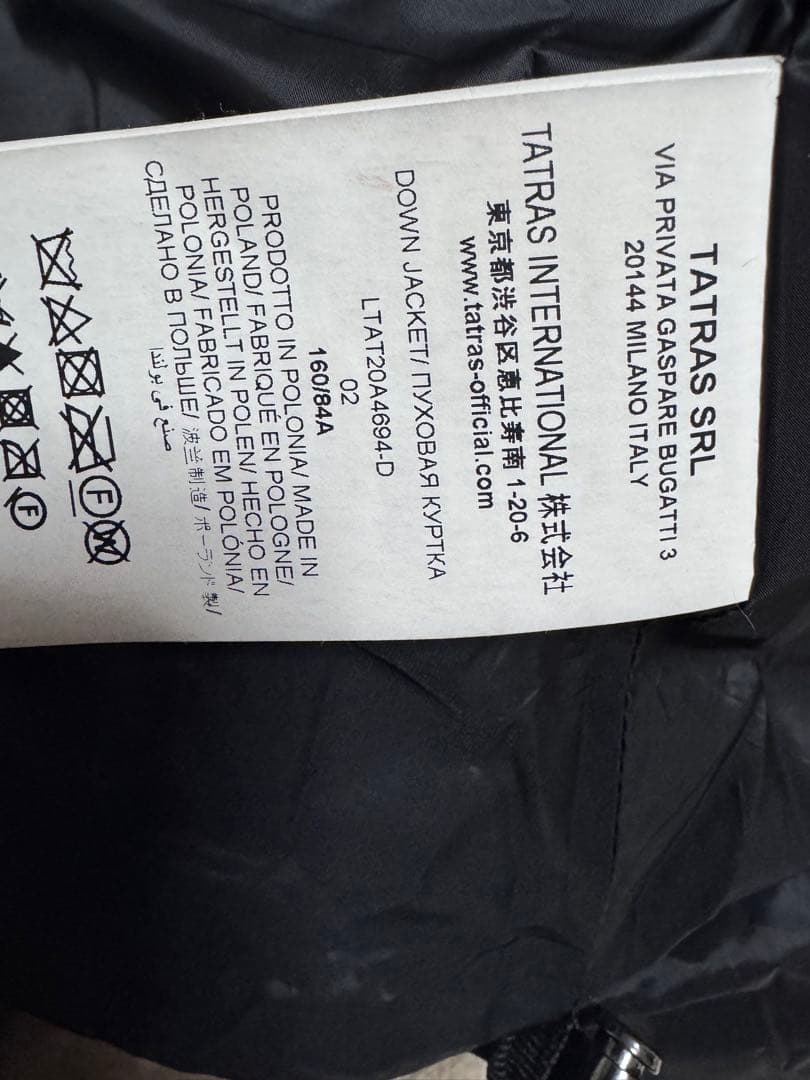 TATRAS SRL
VIA PRIVATA GASPARE BUGATTI 3
20144 MILANO ITALY
TATRAS INTERNATIONAL 株式会社
東京都渋谷区恵比寿南 1-20-6
www.tatras-official.com
DOWN JACKET/ ПУХОВАЯ КУРТКА
LTAT20A4694-D
02
160/84A
PRODOTTO IN POLONIA/ MADE IN
POLAND/ FABRIQUÉ EN POLOGNE/
HERGESTELLT IN POLEN/ HECHO EN
POLONIA/ FABRICADO EM POLÓNIA/
СДЕЛАНО В ПОЛЬШЕ/ 波兰制造/ ポーランド製/
صنع في بولندا
F W
F